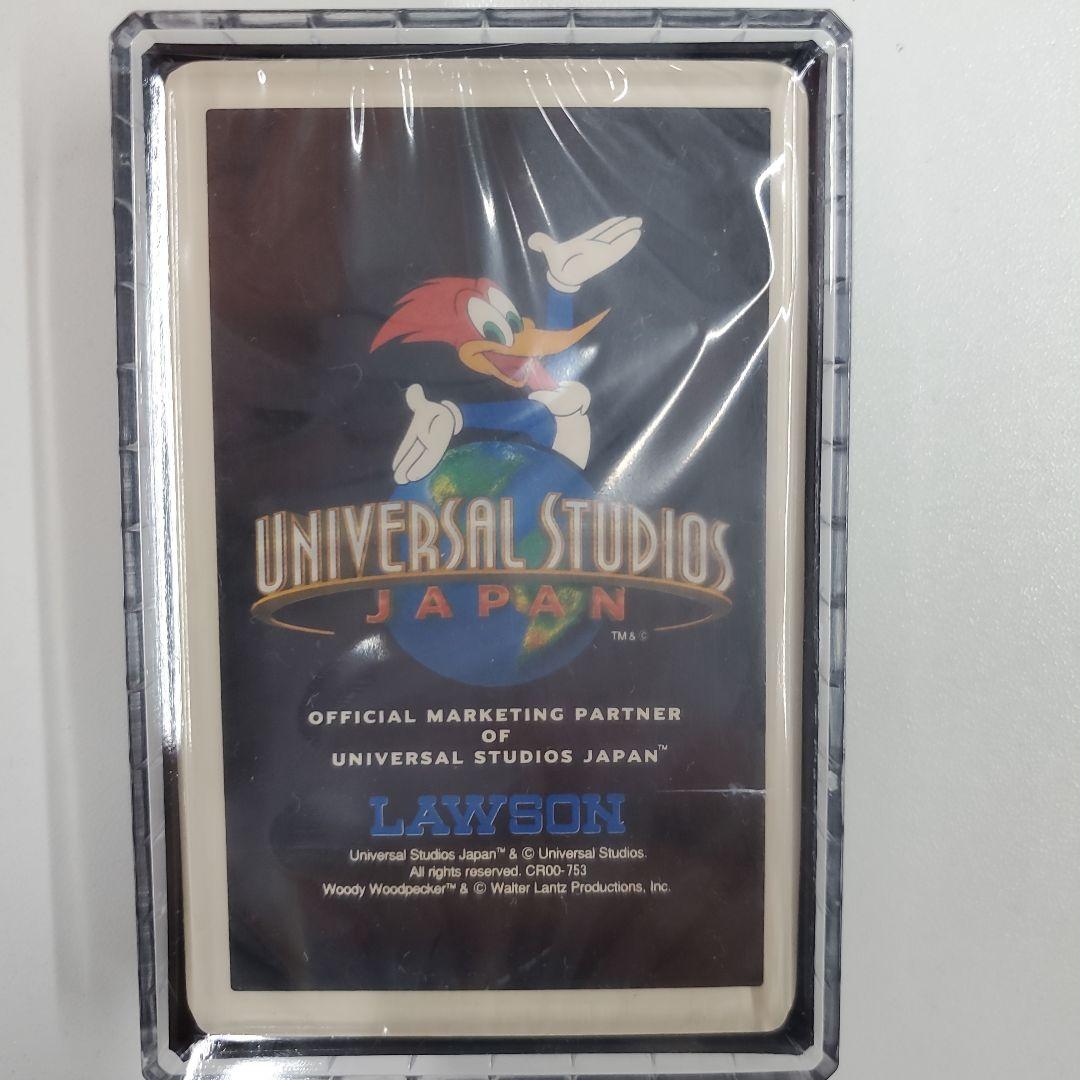 UNIVERSAL STUDIOS
JAPAN
TM & ©
OFFICIAL MARKETING PARTNER
OF
UNIVERSAL STUDIOS JAPAN™
LAWSON
Universal Studios Japan™ & © Universal Studios.
All rights reserved. CR00-753
Woody Woodpecker™ & © Walter Lantz Productions, Inc.